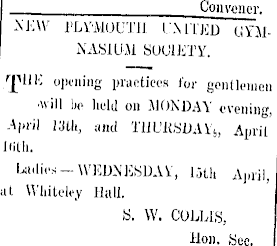 Convener.
NEW PLYMOUTH UNITED GYM-
NASIUM SOCIETY.
THE opening practices for gentlemen
will be held on MONDAY evening,
April 13th, and THURSDAY, April
16th.
Ladies—WEDNESDAY, 15th April,
at Whiteley Hall.
S. W. COLLIS,
Hon. Sec.